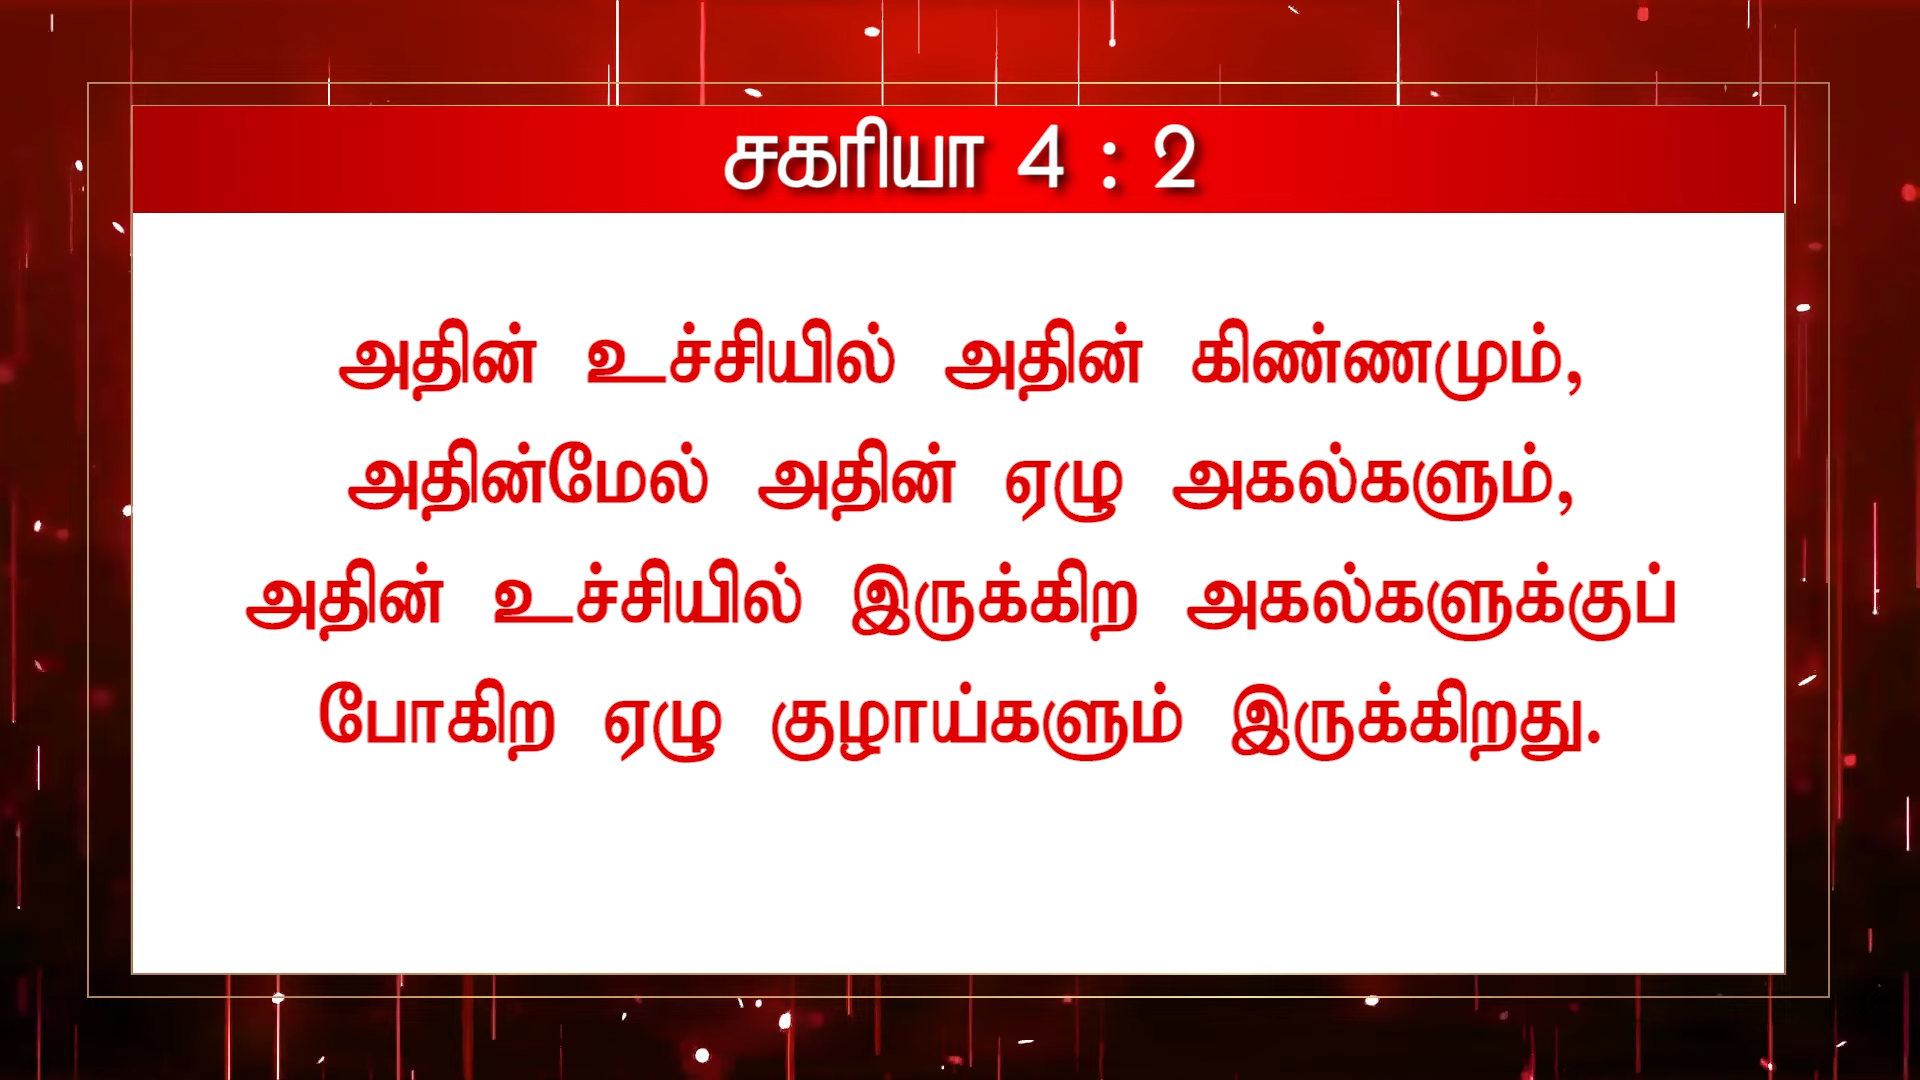 சகரியா 4 : 2
அதின் உச்சியில் அதின் கிண்ணமும்,
அதின்மேல் அதின் ஏழு அகல்களும்,
அதின் உச்சியில் இருக்கிற அகல்களுக்குப்
போகிற ஏழு குழாய்களும் இருக்கிறது.